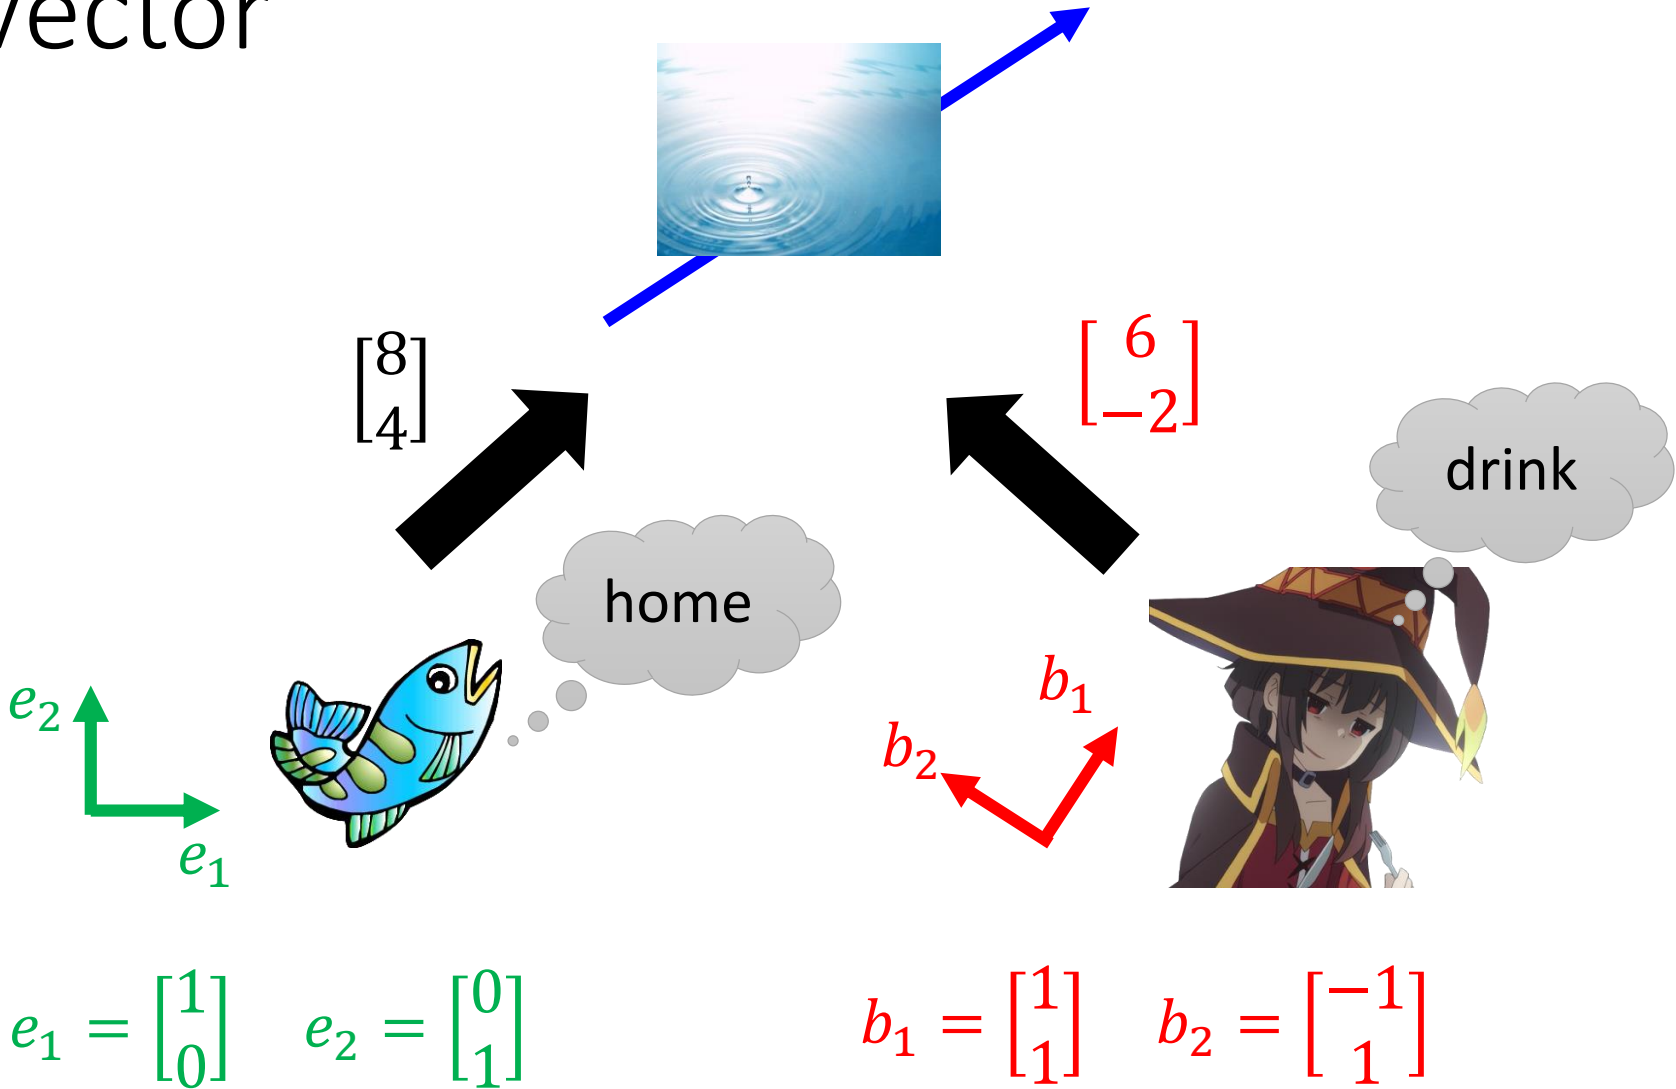 vector
[8
4]
[6
−2]
drink
home
e₂
e₁
b₁
b₂
e₁ = [1
0] e₂ = [0
1]
b₁ = [1
1] b₂ = [−1
1]